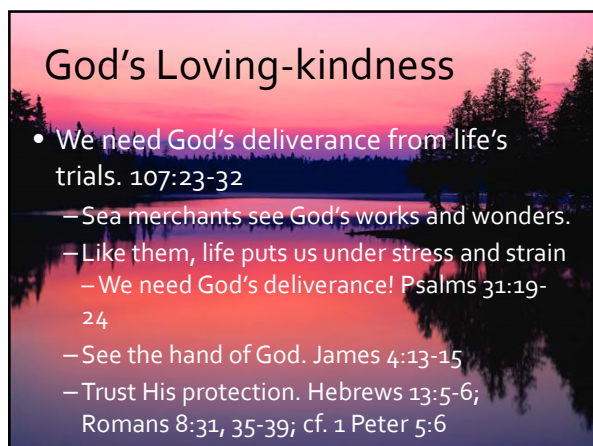 God’s Loving-kindness
• We need God’s deliverance from life’s
trials. 107:23-32
–Sea merchants see God’s works and wonders.
–Like them, life puts us under stress and strain
–We need God’s deliverance! Psalms 31:19-
24
–See the hand of God. James 4:13-15
–Trust His protection. Hebrews 13:5-6;
Romans 8:31, 35-39; cf. 1 Peter 5:6